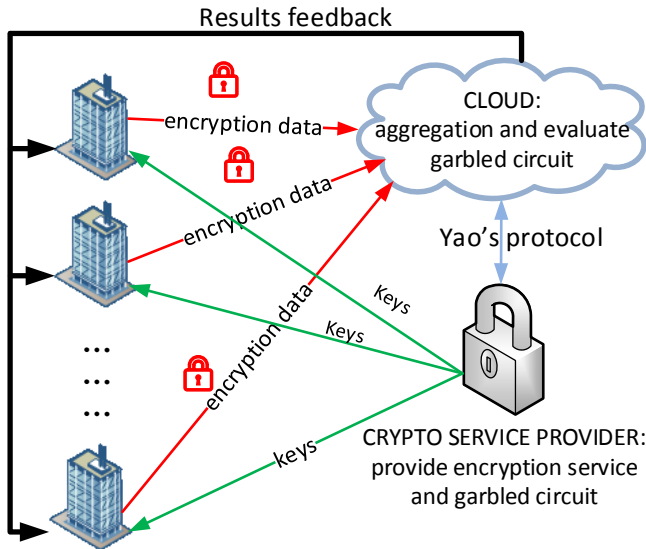 Results feedback
encryption data
CLOUD:
aggregation and evaluate
garbled circuit
encryption data
Yao's protocol
encryption data
Keys
Keys
keys
...
...
...
CRYPTO SERVICE PROVIDER:
provide encryption service
and garbled circuit